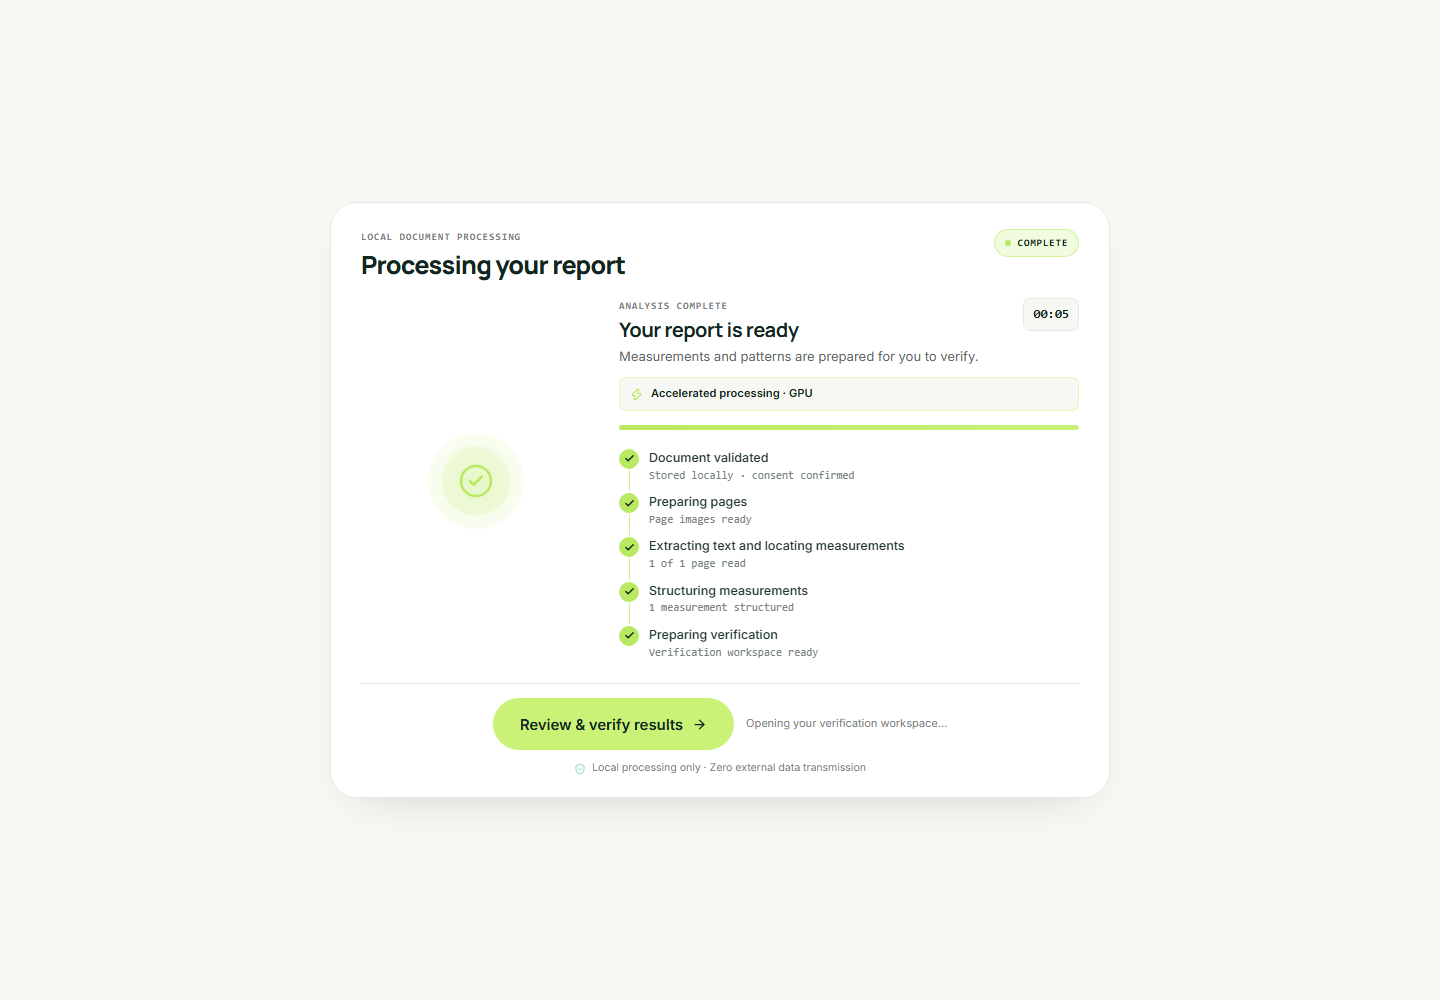 LOCAL DOCUMENT PROCESSING
Processing your report
COMPLETE
ANALYSIS COMPLETE
00:05
Your report is ready
Measurements and patterns are prepared for you to verify.
Accelerated processing · GPU
Document validated
Stored locally · consent confirmed
Preparing pages
Page images ready
Extracting text and locating measurements
1 of 1 page read
Structuring measurements
1 measurement structured
Preparing verification
Verification workspace ready
Review & verify results →
Opening your verification workspace...
Local processing only · Zero external data transmission